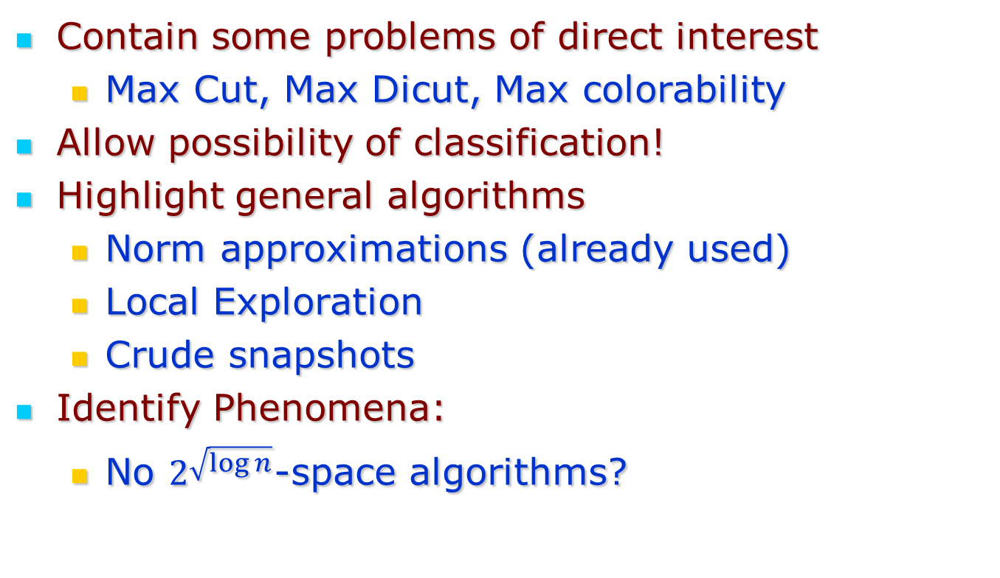 Contain some problems of direct interest
Max Cut, Max Dicut, Max colorability
Allow possibility of classification!
Highlight general algorithms
Norm approximations (already used)
Local Exploration
Crude snapshots
Identify Phenomena:
No $2^{\sqrt{\log n}}$-space algorithms?